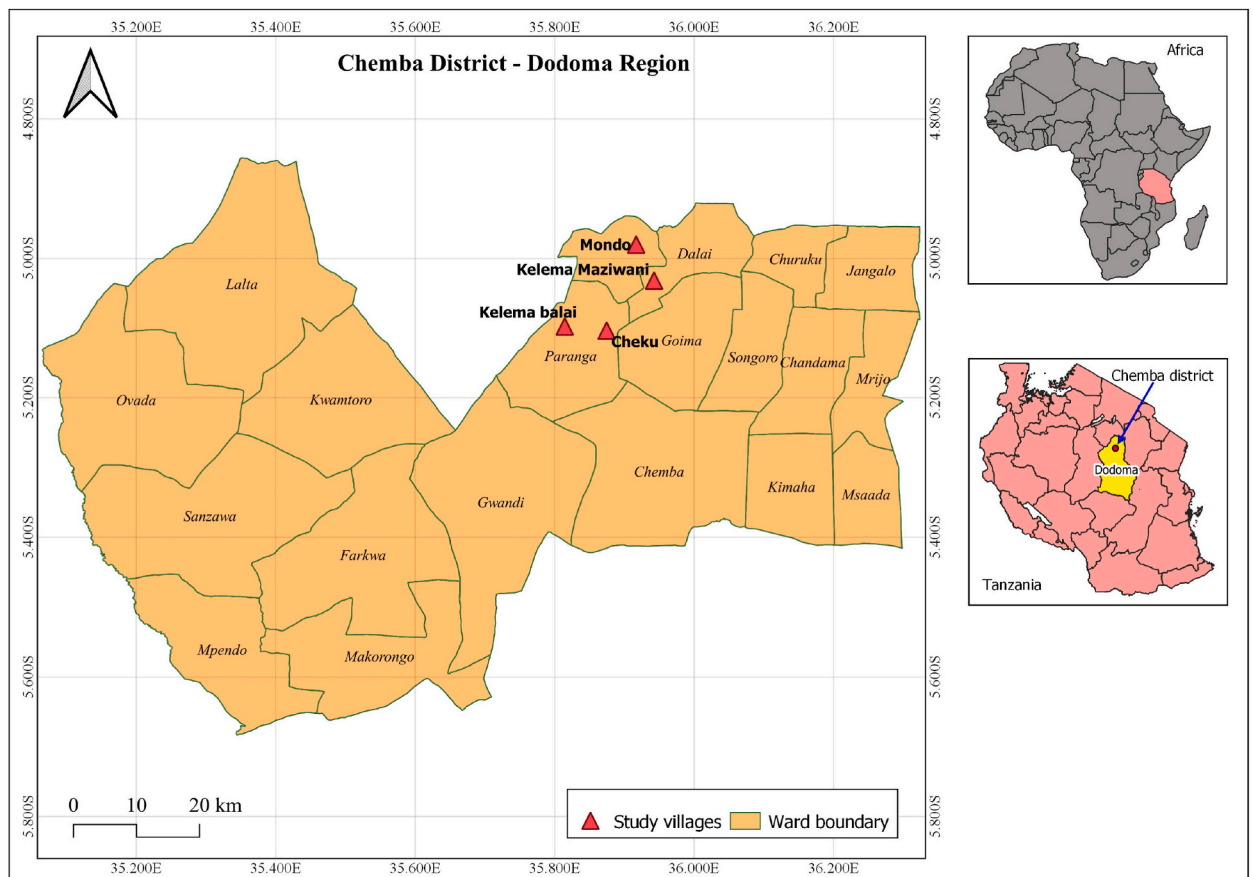 35.200E 35.400E 35.800E 36.000E 36.200E
Chemba District - Dodoma Region
4.800S
4.800S
5.000S
5.000S
5.200S
5.200S
5.400S
5.400S
5.600S
5.600S
5.800S
5.800S
Lalta
Ovada
Kwamtoro
Sanzawa
Farkwa
Mpendo
Makorongo
Gwandi
Mondo
Kelema Maziwani
Kelema balai
Cheku
Paranga
Dalai
Churuku
Jangalo
Goima
Songoro
Chandama
Mrijo
Chemba
Kimaha
Msaada
0 10 20 km
Study villages
Ward boundary
35.200E 35.400E 35.600E 35.800E 36.000E 36.200E
Africa
Chemba district
Dodoma
Tanzania